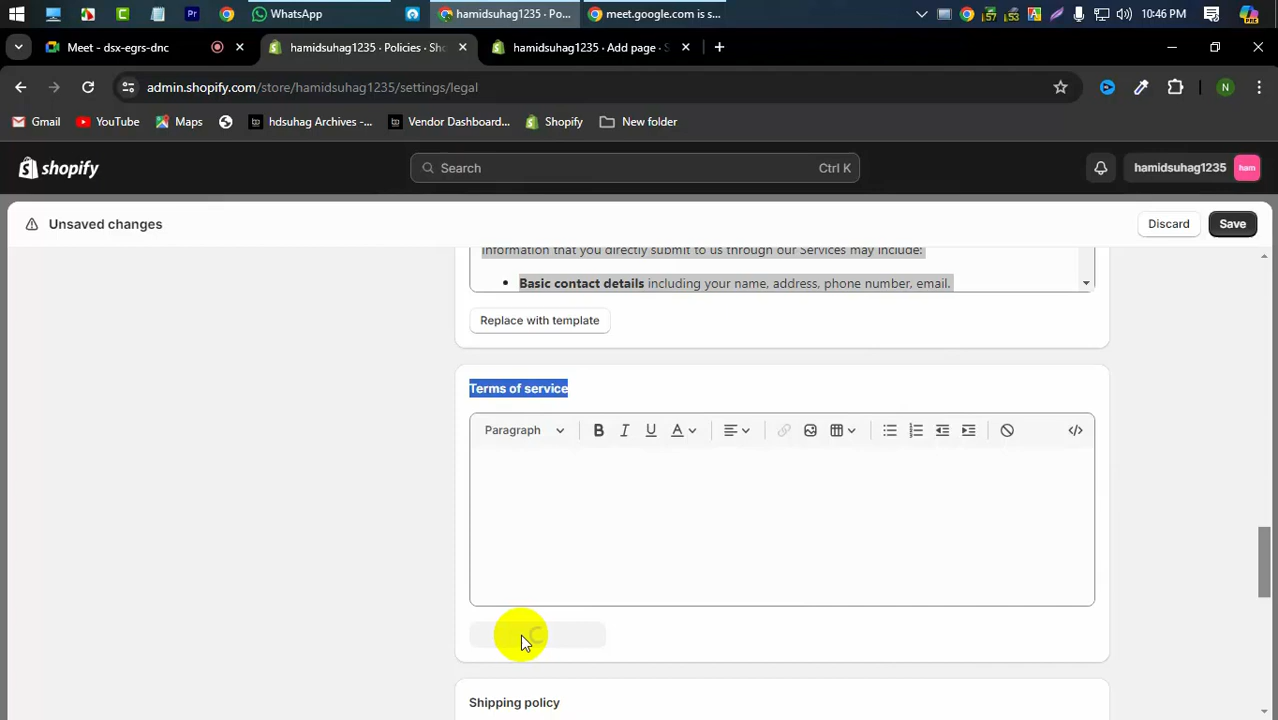 WhatsApp
hamidsuhag1235 · Po...
meet.google.com is s...
57
53
10:46 PM
Meet - dsx-egrs-dnc
hamidsuhag1235 · Policies · Sho
hamidsuhag1235 · Add page · S
admin.shopify.com/store/hamidsuhag1235/settings/legal
N
Gmail
YouTube
Maps
hdsuhag Archives -...
Vendor Dashboard...
Shopify
New folder
shopify
Search
Ctrl K
hamidsuhag1235
ham
Unsaved changes
Discard
Save
Information that you directly submit to us through our Services may include:
• Basic contact details including your name, address, phone number, email.
Replace with template
Terms of service
Paragraph
B I U A
Shipping policy